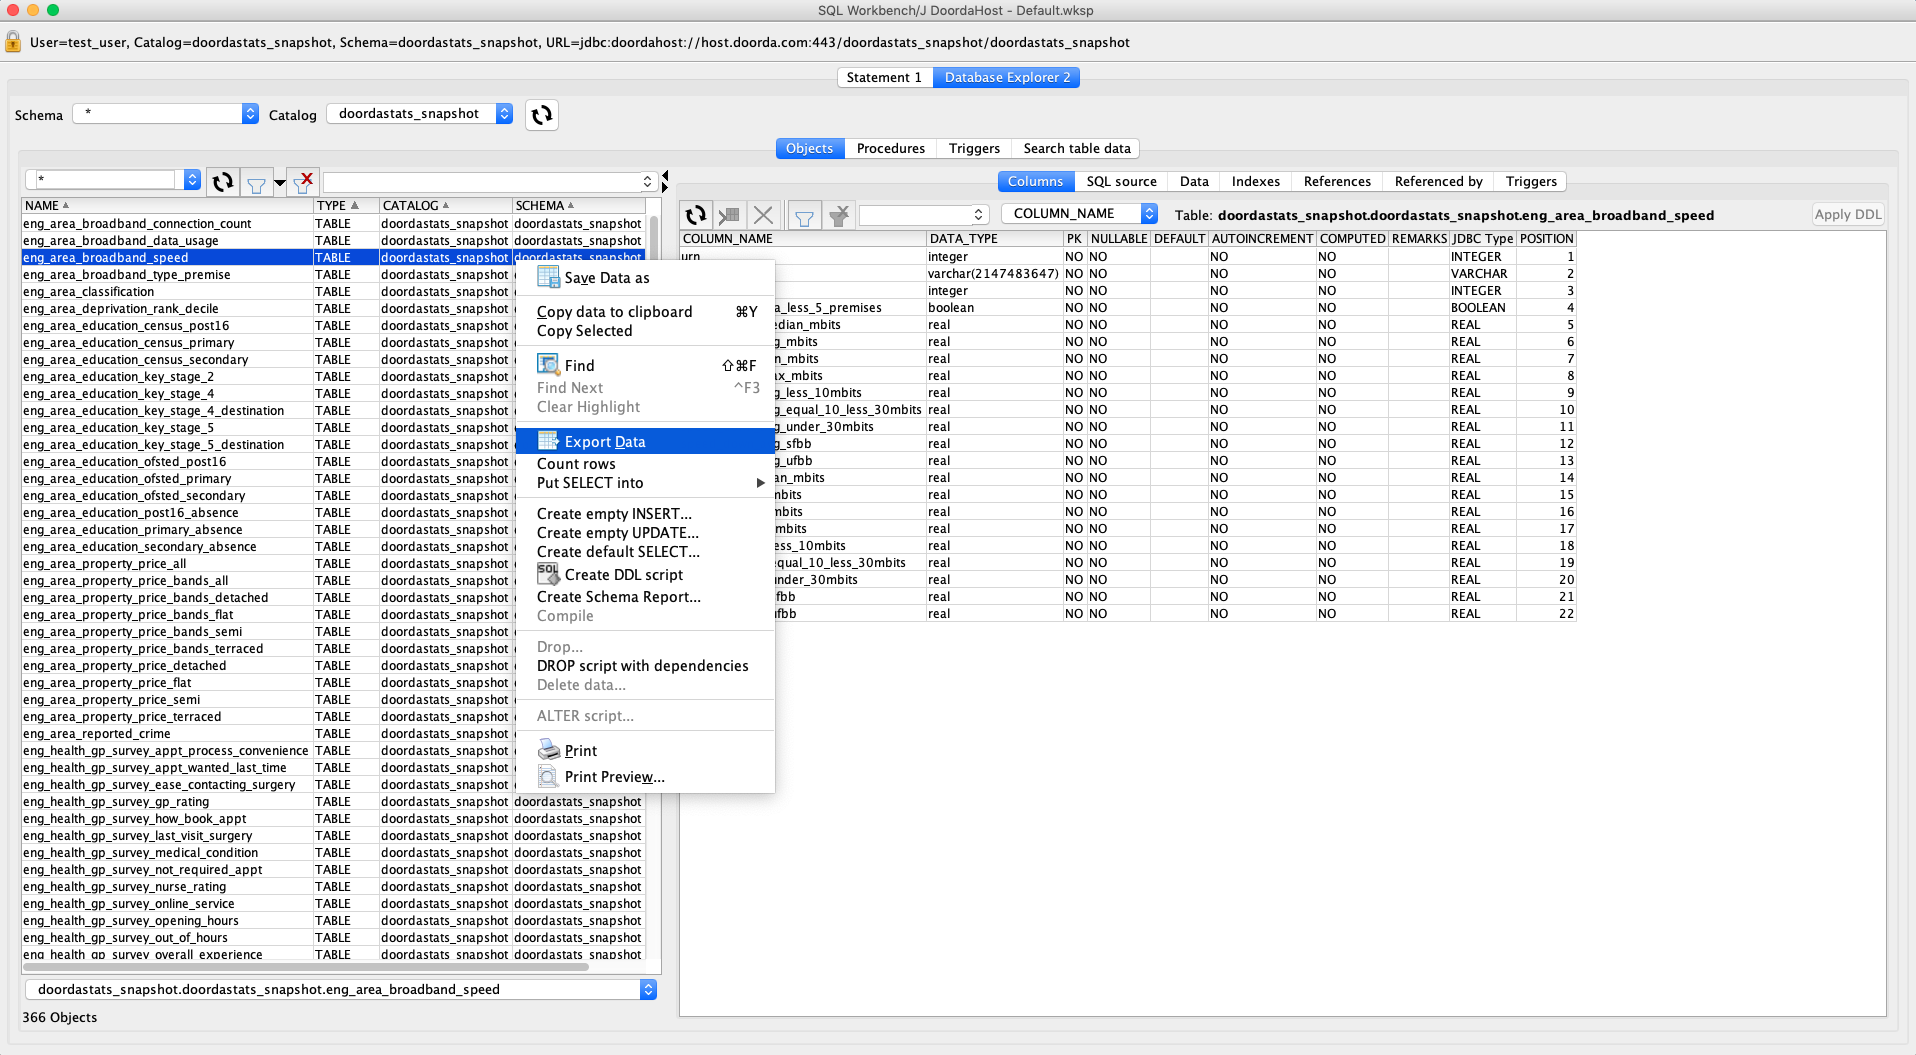 SQL Workbench/J DoordaHost - Default.wksp
User=test_user, Catalog=doordastats_snapshot, Schema=doordastats_snapshot, URL=jdbc:doordahost://host.doorda.com:443/doordastats_snapshot/doordastats_snapshot
Statement 1 Database Explorer 2
Schema * Catalog doordastats_snapshot
Objects Procedures Triggers Search table data
*
NAME TYPE CATALOG SCHEMA
eng_area_broadband_connection_count TABLE doordastats_snapshot doordastats_snapshot
eng_area_broadband_data_usage TABLE doordastats_snapshot doordastats_snapshot
eng_area_broadband_speed TABLE doordastats_snapshot doordastats_snapshot
eng_area_broadband_type_premise TABLE doordastats_snapshot
eng_area_classification TABLE doordastats_snapshot
eng_area_deprivation_rank_decile TABLE doordastats_snapshot
eng_area_education_census_post16 TABLE doordastats_snapshot
eng_area_education_census_primary TABLE doordastats_snapshot
eng_area_education_census_secondary TABLE doordastats_snapshot
eng_area_education_key_stage_2 TABLE doordastats_snapshot
eng_area_education_key_stage_4 TABLE doordastats_snapshot
eng_area_education_key_stage_4_destination TABLE doordastats_snapshot
eng_area_education_key_stage_5 TABLE doordastats_snapshot
eng_area_education_key_stage_5_destination TABLE doordastats_snapshot
eng_area_education_ofsted_post16 TABLE doordastats_snapshot
eng_area_education_ofsted_primary TABLE doordastats_snapshot
eng_area_education_ofsted_secondary TABLE doordastats_snapshot
eng_area_education_post16_absence TABLE doordastats_snapshot
eng_area_education_primary_absence TABLE doordastats_snapshot
eng_area_education_secondary_absence TABLE doordastats_snapshot
eng_area_property_price_all TABLE doordastats_snapshot
eng_area_property_price_bands_all TABLE doordastats_snapshot
eng_area_property_price_bands_detached TABLE doordastats_snapshot
eng_area_property_price_bands_flat TABLE doordastats_snapshot
eng_area_property_price_bands_semi TABLE doordastats_snapshot
eng_area_property_price_bands_terraced TABLE doordastats_snapshot
eng_area_property_price_detached TABLE doordastats_snapshot
eng_area_property_price_flat TABLE doordastats_snapshot
eng_area_property_price_semi TABLE doordastats_snapshot
eng_area_property_price_terraced TABLE doordastats_snapshot
eng_area_reported_crime TABLE doordastats_snapshot
eng_health_gp_survey_appt_process_convenience TABLE doordastats_snapshot
eng_health_gp_survey_appt_wanted_last_time TABLE doordastats_snapshot
eng_health_gp_survey_ease_contacting_surgery TABLE doordastats_snapshot
eng_health_gp_survey_gp_rating TABLE doordastats_snapshot doordastats_snapshot
eng_health_gp_survey_how_book_appt TABLE doordastats_snapshot doordastats_snapshot
eng_health_gp_survey_last_visit_surgery TABLE doordastats_snapshot doordastats_snapshot
eng_health_gp_survey_medical_condition TABLE doordastats_snapshot doordastats_snapshot
eng_health_gp_survey_not_required_appt TABLE doordastats_snapshot doordastats_snapshot
eng_health_gp_survey_nurse_rating TABLE doordastats_snapshot doordastats_snapshot
eng_health_gp_survey_online_service TABLE doordastats_snapshot doordastats_snapshot
eng_health_gp_survey_opening_hours TABLE doordastats_snapshot doordastats_snapshot
eng_health_gp_survey_out_of_hours TABLE doordastats_snapshot doordastats_snapshot
eng_health_gp_survey_overall_experience TABLE doordastats_snapshot doordastats_snapshot
doordastats_snapshot.doordastats_snapshot.eng_area_broadband_speed
366 Objects
Save Data as
Copy data to clipboard ⌘Y
Copy Selected
Find ⇧⌘F
Find Next ^F3
Clear Highlight
Export Data
Count rows
Put SELECT into
Create empty INSERT...
Create empty UPDATE...
Create default SELECT...
SQL Create DDL script
Create Schema Report...
Compile
Drop...
DROP script with dependencies
Delete data...
ALTER script...
Print
Print Preview...
Columns SQL source Data Indexes References Referenced by Triggers
COLUMN_NAME Table: doordastats_snapshot.doordastats_snapshot.eng_area_broadband_speed Apply DDL
COLUMN_NAME DATA_TYPE PK NULLABLE DEFAULT AUTOINCREMENT COMPUTED REMARKS JDBC Type POSITION
urn integer NO NO NO NO INTEGER 1
varchar(2147483647) NO NO NO NO VARCHAR 2
integer NO NO NO NO INTEGER 3
a_less_5_premises boolean NO NO NO NO BOOLEAN 4
edian_mbits real NO NO NO NO REAL 5
g_mbits real NO NO NO NO REAL 6
n_mbits real NO NO NO NO REAL 7
ax_mbits real NO NO NO NO REAL 8
g_less_10mbits real NO NO NO NO REAL 9
g_equal_10_less_30mbits real NO NO NO NO REAL 10
g_under_30mbits real NO NO NO NO REAL 11
g_sfbb real NO NO NO NO REAL 12
g_ufbb real NO NO NO NO REAL 13
an_mbits real NO NO NO NO REAL 14
mbits real NO NO NO NO REAL 15
mbits real NO NO NO NO REAL 16
mbits real NO NO NO NO REAL 17
ess_10mbits real NO NO NO NO REAL 18
equal_10_less_30mbits real NO NO NO NO REAL 19
under_30mbits real NO NO NO NO REAL 20
sfbb real NO NO NO NO REAL 21
ufbb real NO NO NO NO REAL 22